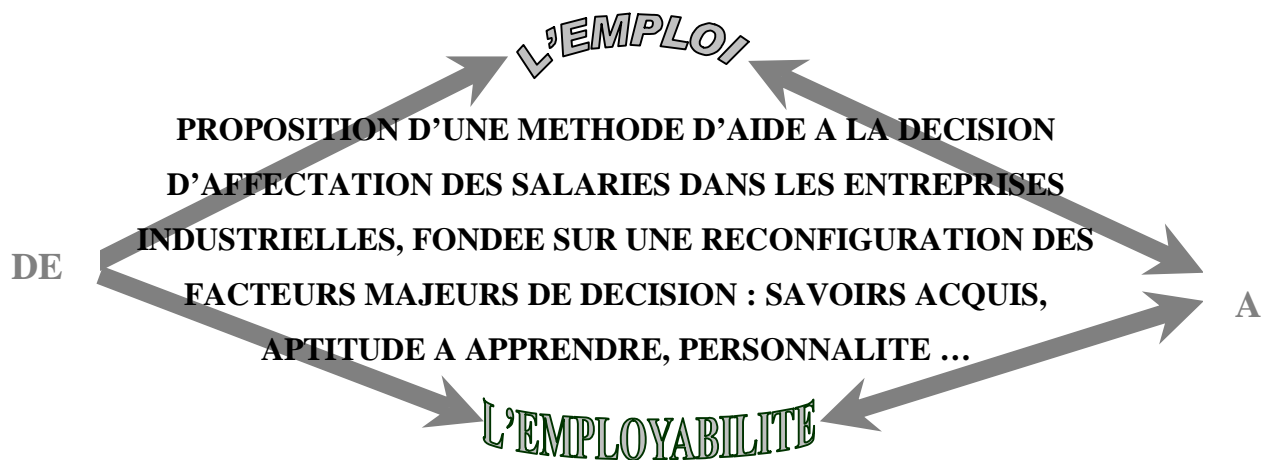 L'EMPLOI
PROPOSITION D'UNE METHODE D'AIDE A LA DECISION
D'AFFECTATION DES SALARIES DANS LES ENTREPRISES
INDUSTRIELLES, FONDEE SUR UNE RECONFIGURATION DES
DE
FACTEURS MAJEURS DE DECISION : SAVOIRS ACQUIS,
A
APTITUDE A APPRENDRE, PERSONNALITE …
L'EMPLOYABILITE